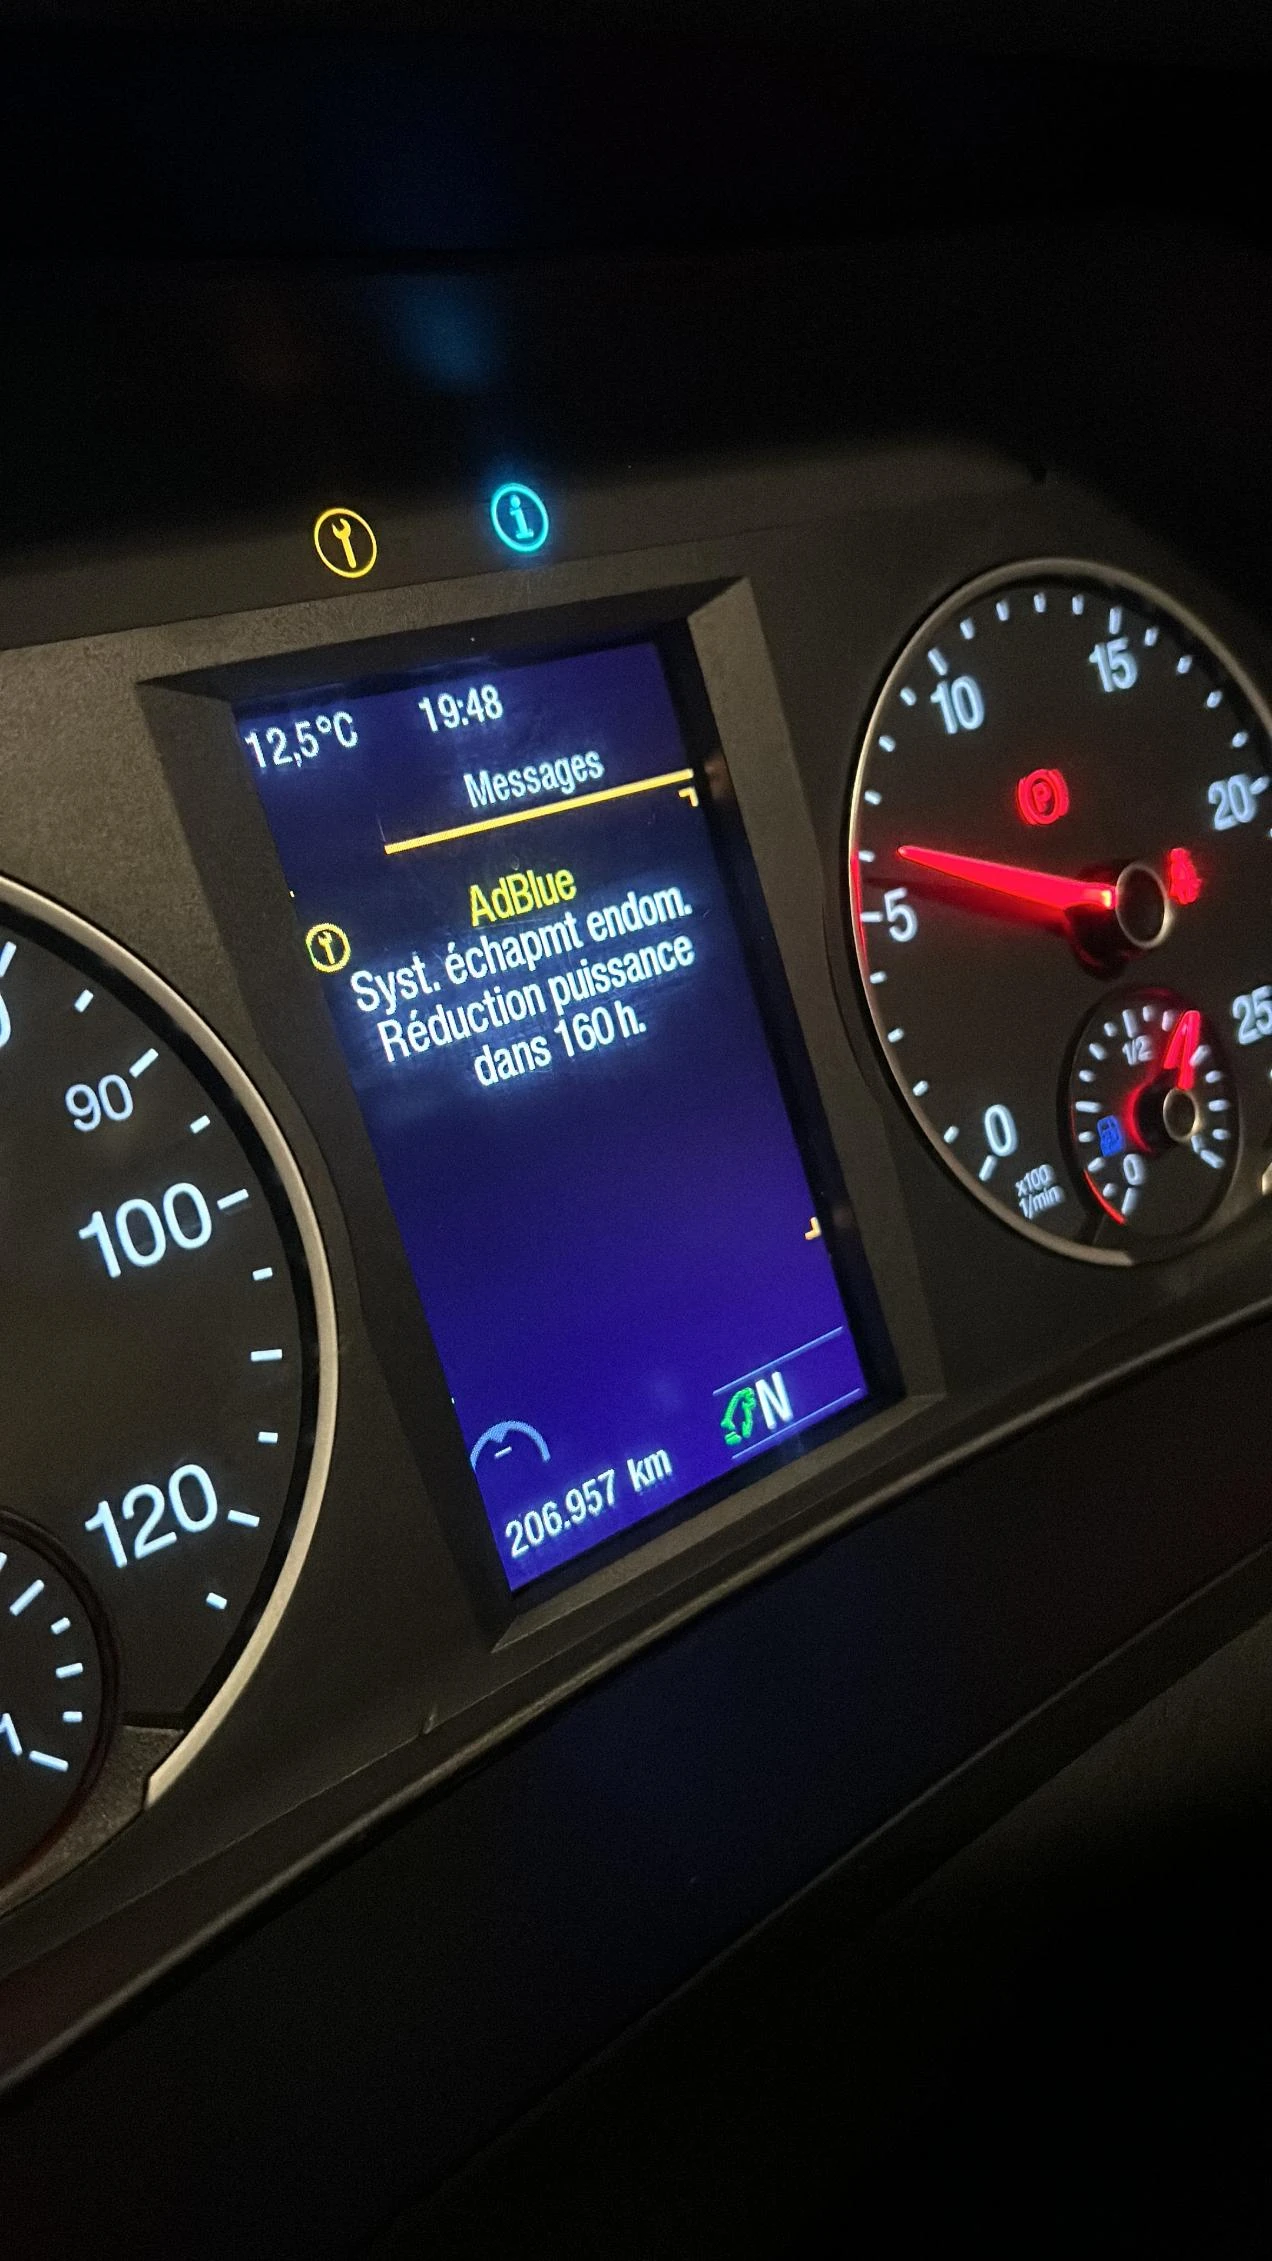 12,5°C 19:48
Messages
AdBlue
Syst. échapmt endom.
Réduction puissance
dans 160 h.
N
206.957 km
90
100
120
1
0
5
10
15
20
25
x100
1/min
P
1/2
0